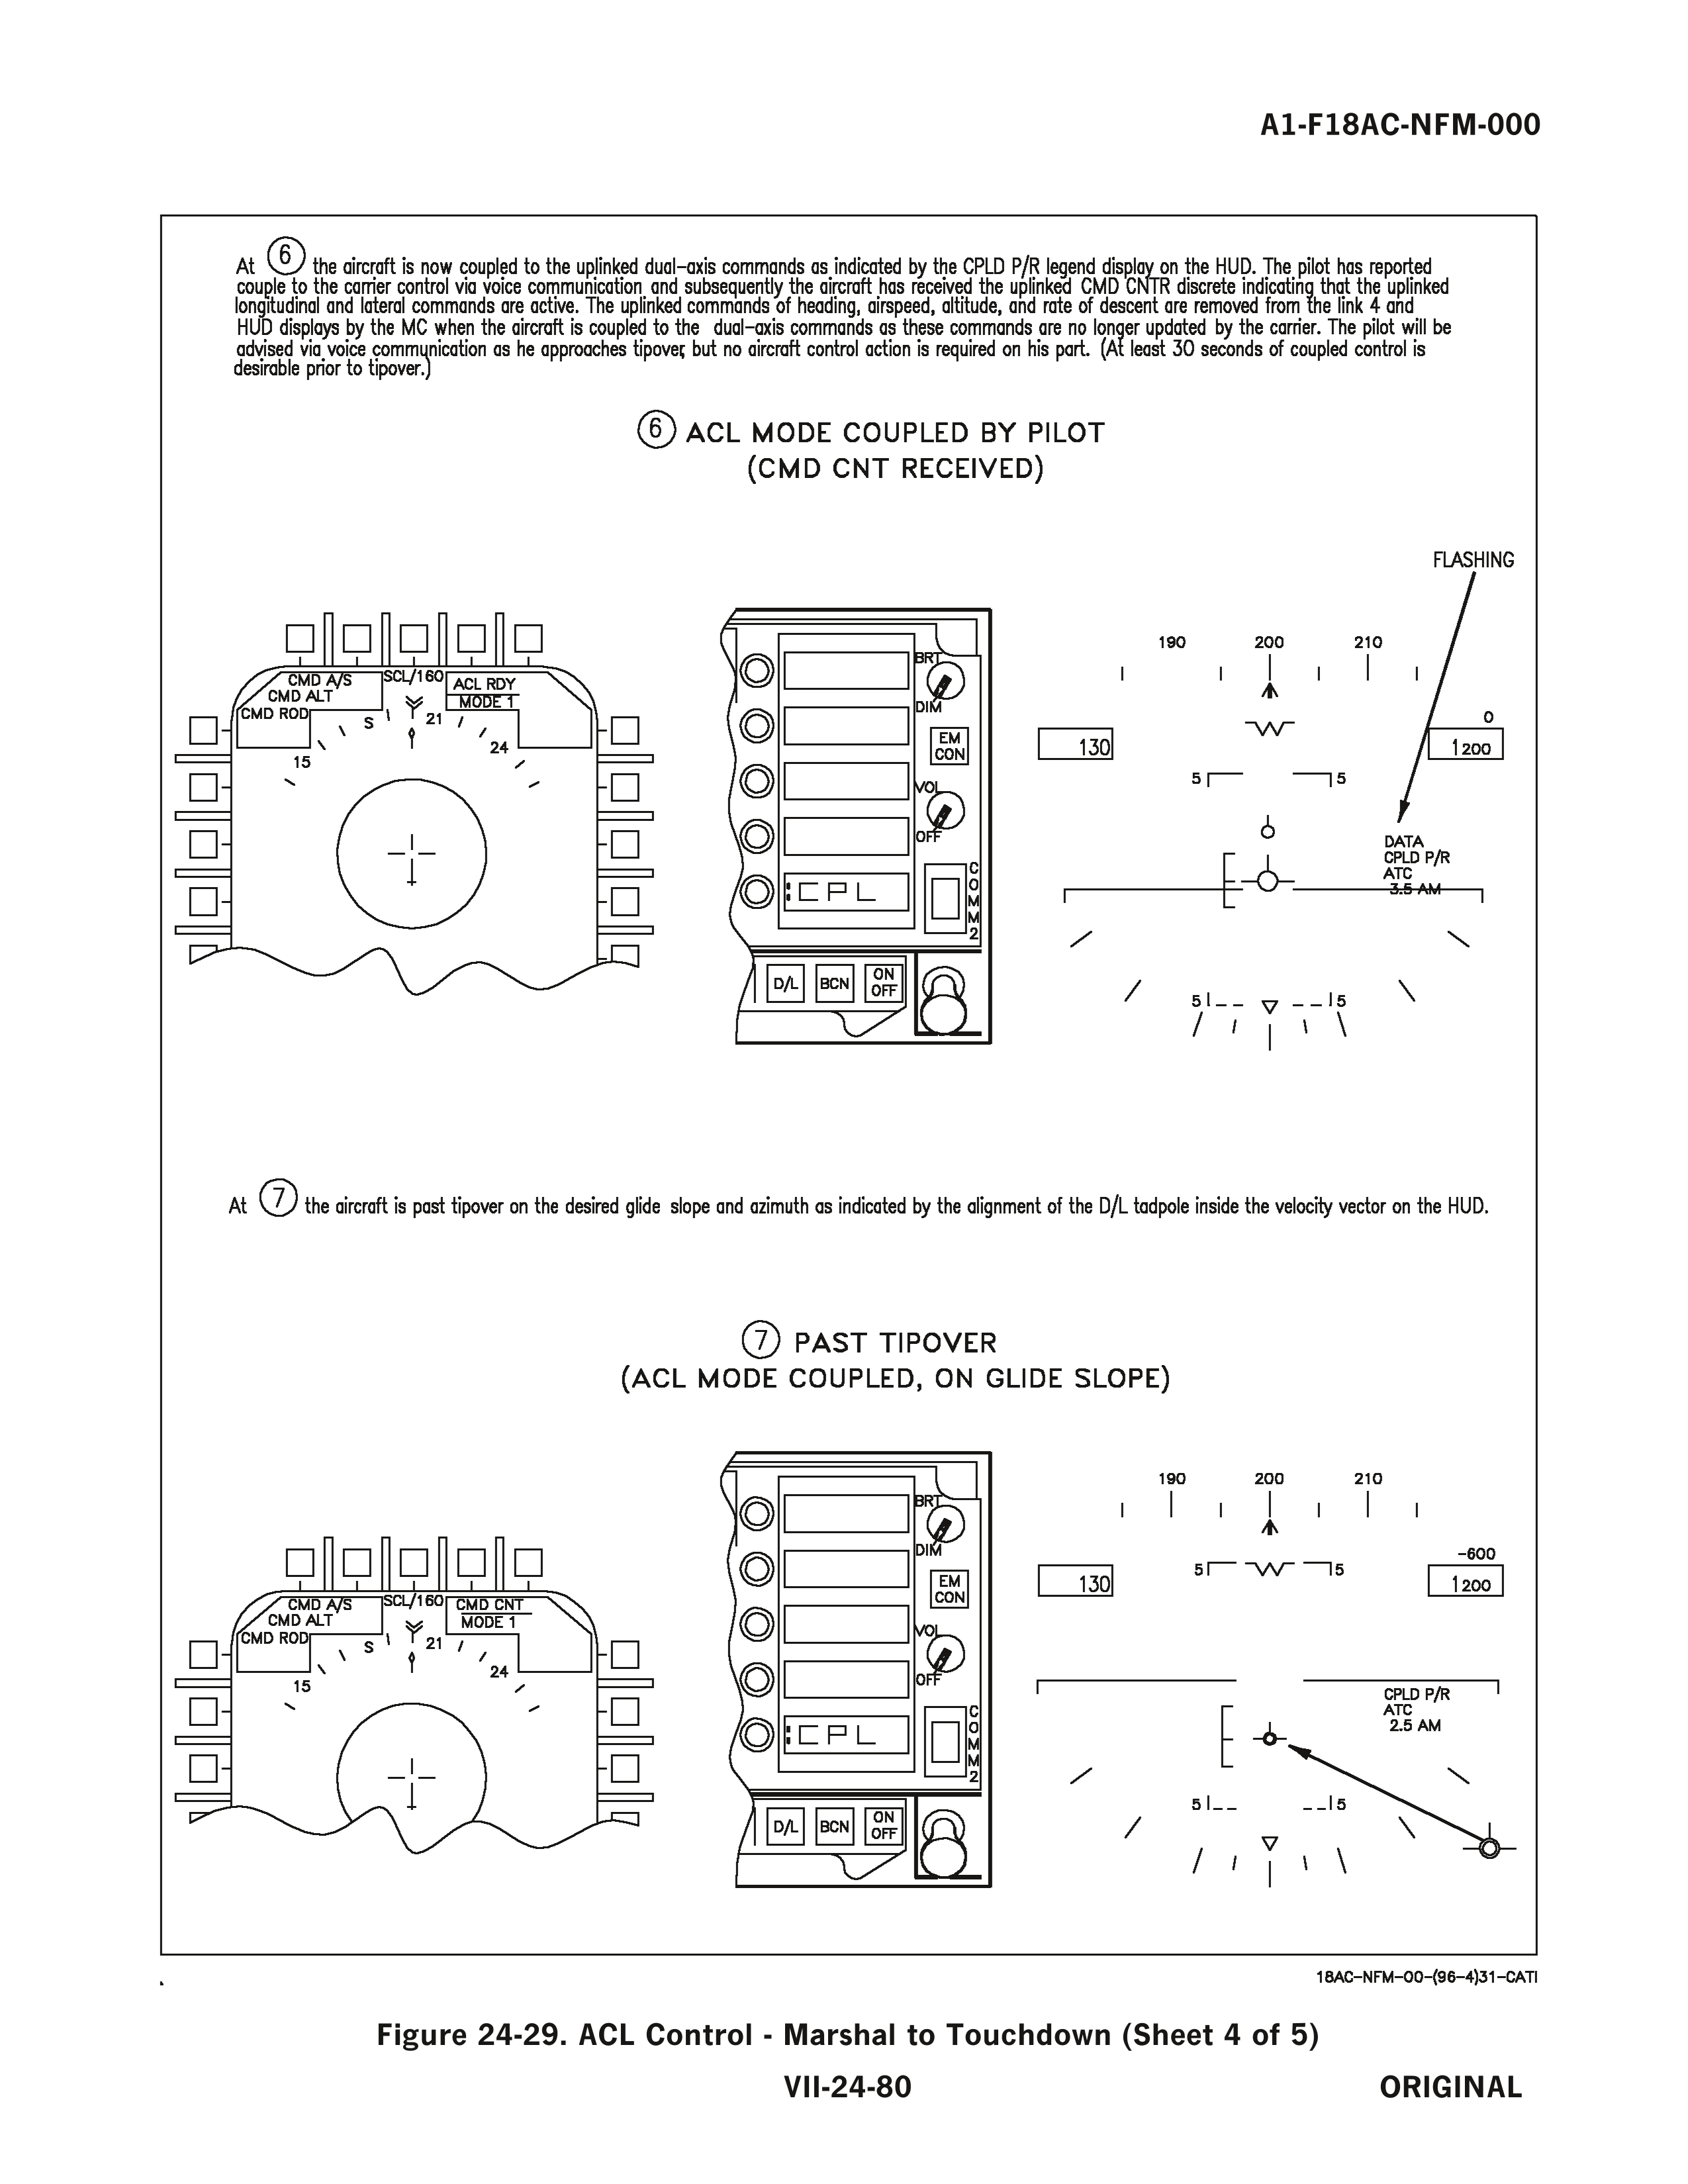 A1-F18AC-NFM-000
At 6 the aircraft is now coupled to the uplinked dual-axis commands as indicated by the CPLD P/R legend display on the HUD. The pilot has reported
couple to the carrier control via voice communication and subsequently the aircraft has received the uplinked CMD CNTR discrete indicating that the uplinked
longitudinal and lateral commands are active. The uplinked commands of heading, airspeed, altitude, and rate of descent are removed from the link 4 and
HUD displays by the MC when the aircraft is coupled to the dual-axis commands as these commands are no longer updated by the carrier. The pilot will be
advised via voice communication as he approaches tipover, but no aircraft control action is required on his part. (At least 30 seconds of coupled control is
desirable prior to tipover.)
6 ACL MODE COUPLED BY PILOT
(CMD CNT RECEIVED)
CMD A/S
CMD ALT
CMD ROD
SCL/160
ACL RDY
MODE 1
S
21
15
24
BRT
DIM
EM
CON
VOL
OFF
:CPL
C
O
M
M
2
D/L
BCN
ON
OFF
FLASHING
190 200 210
130
0
1200
5 5
DATA
CPLD P/R
ATC
3.5 AM
5 5
At 7 the aircraft is past tipover on the desired glide slope and azimuth as indicated by the alignment of the D/L tadpole inside the velocity vector on the HUD.
7 PAST TIPOVER
(ACL MODE COUPLED, ON GLIDE SLOPE)
CMD A/S
CMD ALT
CMD ROD
SCL/160
CMD CNT
MODE 1
S
21
15
24
BRT
DIM
EM
CON
VOL
OFF
:CPL
C
O
M
M
2
D/L
BCN
ON
OFF
190 200 210
-600
130
1200
5 5
CPLD P/R
ATC
2.5 AM
5 5
18AC-NFM-00-(96-4)31-CATI
Figure 24-29. ACL Control - Marshal to Touchdown (Sheet 4 of 5)
VII-24-80
ORIGINAL